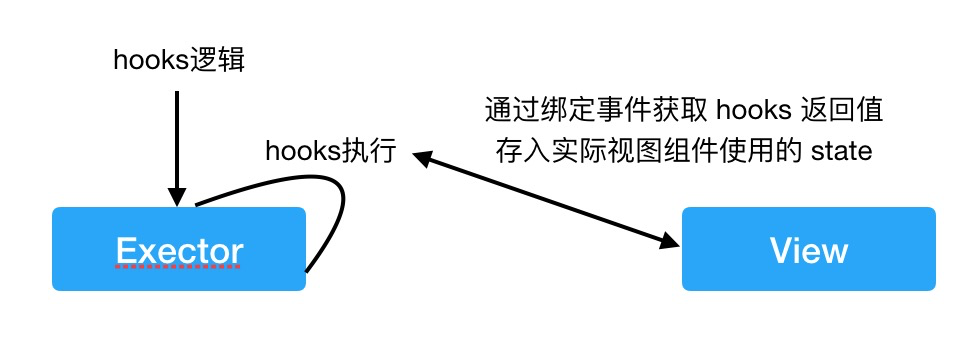 hooks逻辑
通过绑定事件获取 hooks 返回值
存入实际视图组件使用的 state
hooks执行
Exector
View